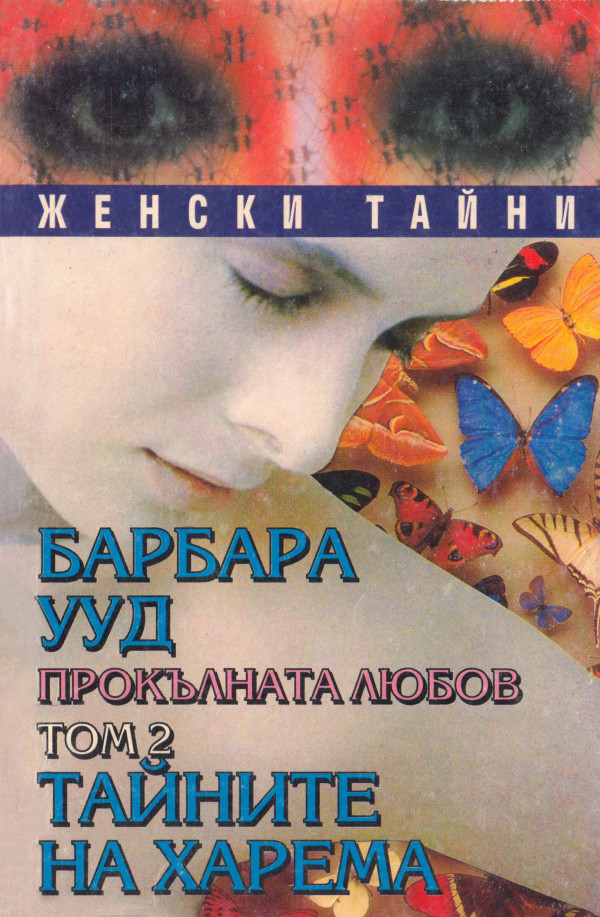 ЖЕНСКИ ТАЙНИ
БАРБАРА
УУД
ПРОКЪЛНАТА ЛЮБОВ
ТОМ 2
ТАЙНИТЕ
НА ХАРЕМА